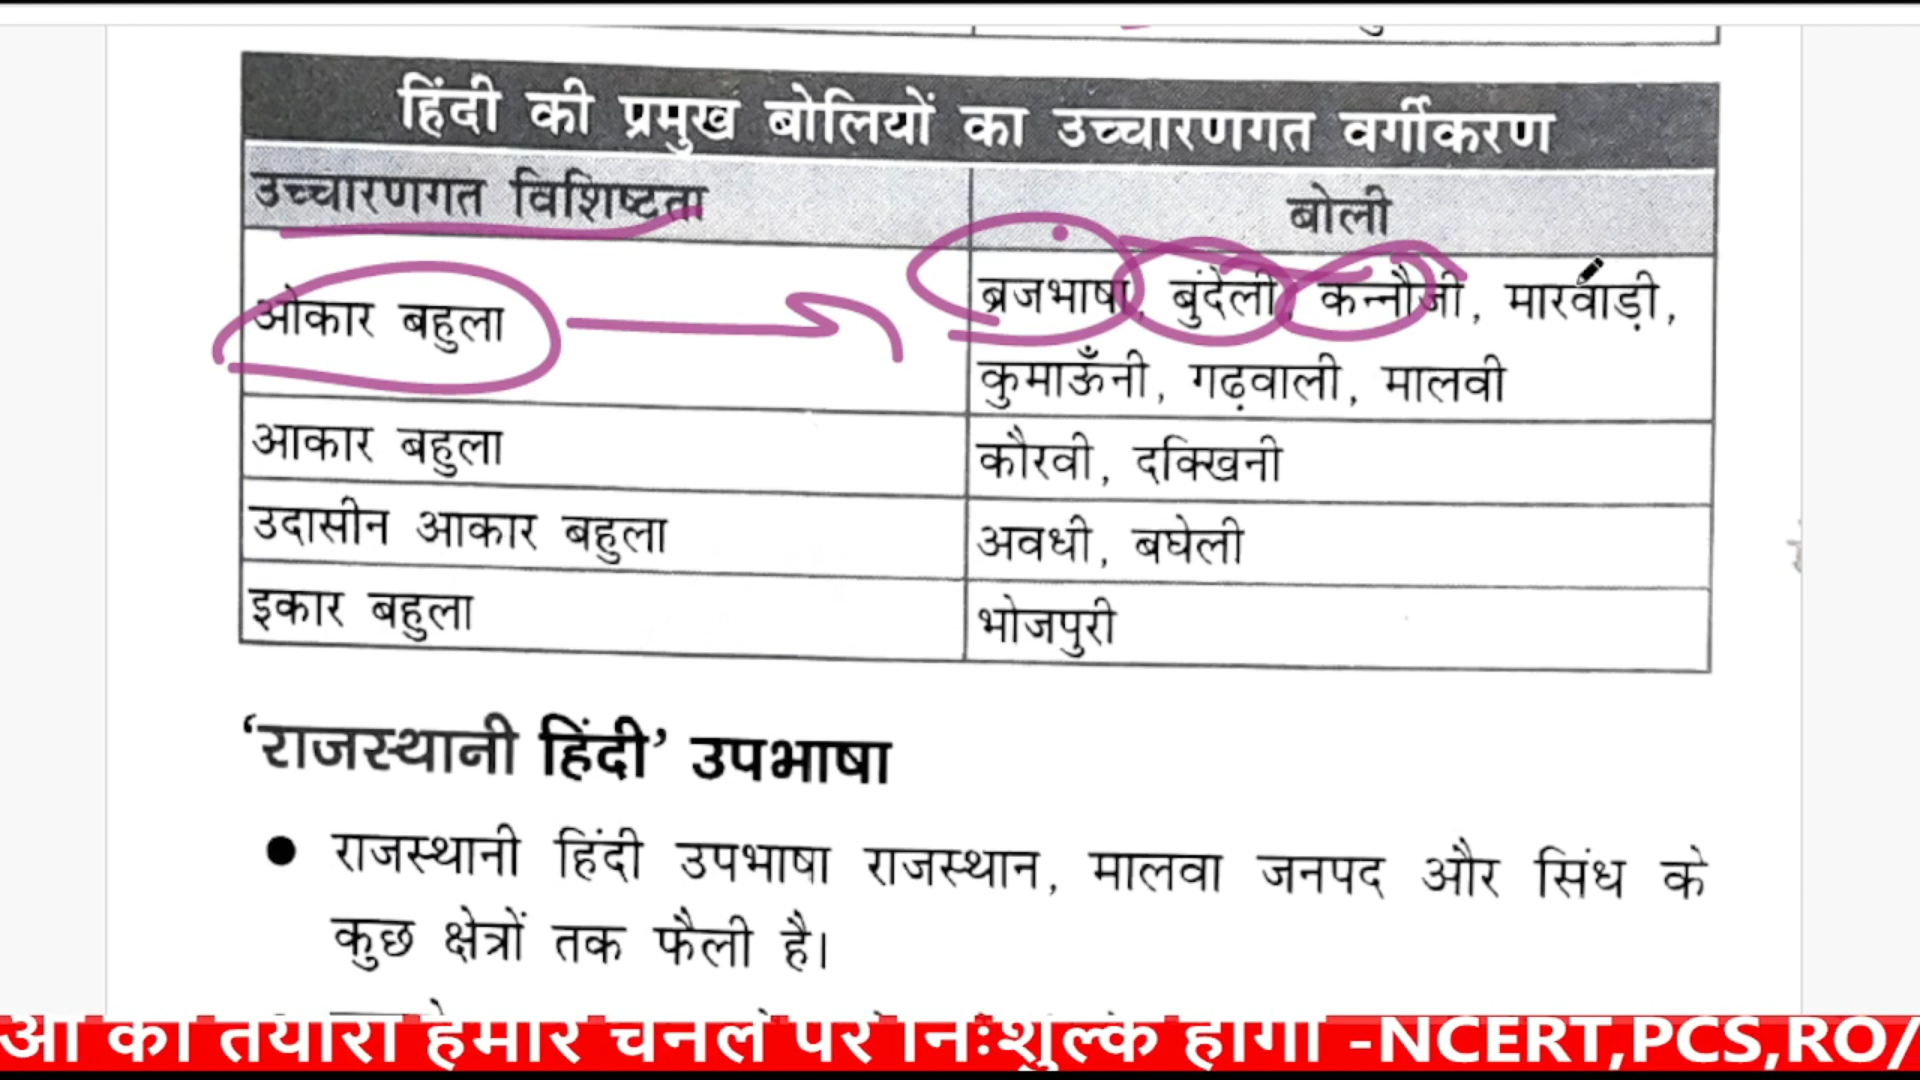 हिंदी की प्रमुख बोलियों का उच्चारणगत वर्गीकरण
उच्चारणगत विशिष्टता बोली
ओकार बहुला ब्रजभाषा, बुंदेली, कन्नौजी, मारवाड़ी,
कुमाऊँनी, गढ़वाली, मालवी
आकार बहुला कौरवी, दक्खिनी
उदासीन आकार बहुला अवधी, बघेली
इकार बहुला भोजपुरी
‘राजस्थानी हिंदी’ उपभाषा
● राजस्थानी हिंदी उपभाषा राजस्थान, मालवा जनपद और सिंध के
कुछ क्षेत्रों तक फैली है।
की तैयारी हमारे चैनल पर निःशुल्क होगी -NCERT,PCS,RO/